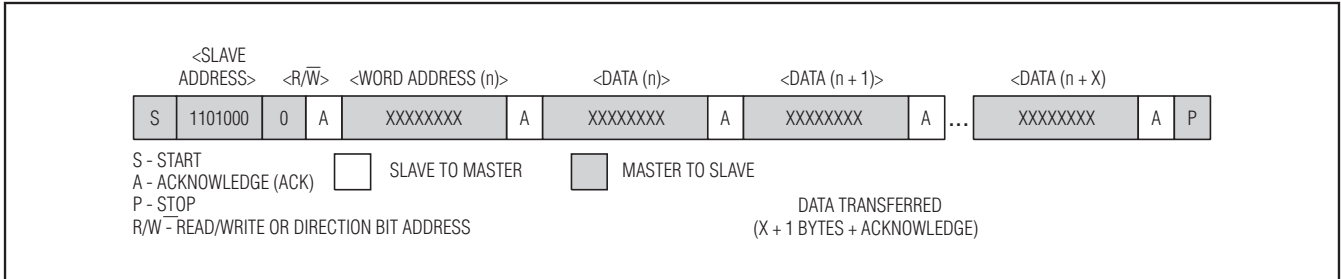 <SLAVE
ADDRESS> <R/W> <WORD ADDRESS (n)> <DATA (n)> <DATA (n + 1)> <DATA (n + X)
S 1101000 0 A XXXXXXXX A XXXXXXXX A XXXXXXXX A ... XXXXXXXX A P
S - START
A - ACKNOWLEDGE (ACK) SLAVE TO MASTER MASTER TO SLAVE
P - STOP
R/W - READ/WRITE OR DIRECTION BIT ADDRESS
DATA TRANSFERRED
(X + 1 BYTES + ACKNOWLEDGE)